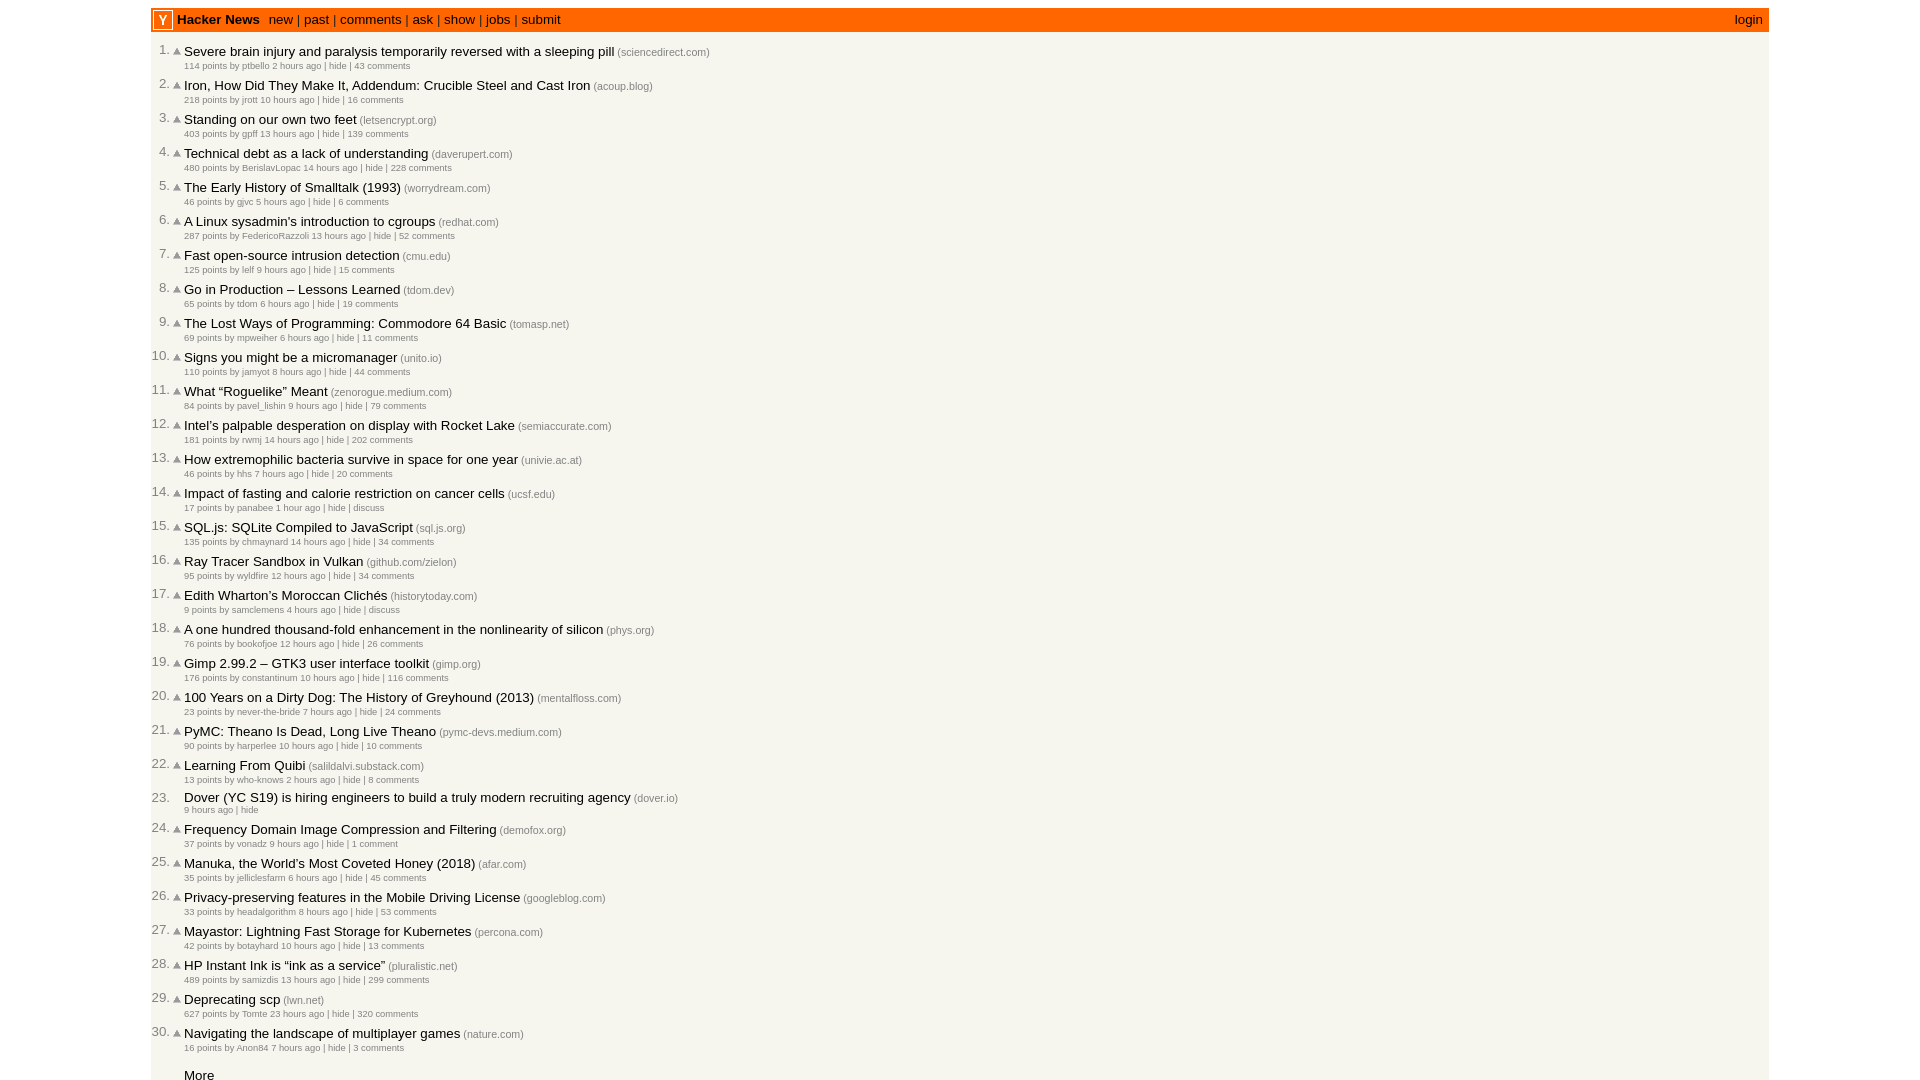 Y Hacker News new | past | comments | ask | show | jobs | submit login
1. Severe brain injury and paralysis temporarily reversed with a sleeping pill (sciencedirect.com)
114 points by ptbello 2 hours ago | hide | 43 comments
2. Iron, How Did They Make It, Addendum: Crucible Steel and Cast Iron (acoup.blog)
218 points by jrott 10 hours ago | hide | 16 comments
3. Standing on our own two feet (letsencrypt.org)
403 points by gpff 13 hours ago | hide | 139 comments
4. Technical debt as a lack of understanding (daverupert.com)
480 points by BerislavLopac 14 hours ago | hide | 228 comments
5. The Early History of Smalltalk (1993) (worrydream.com)
46 points by gjvc 5 hours ago | hide | 6 comments
6. A Linux sysadmin's introduction to cgroups (redhat.com)
287 points by FedericoRazzoli 13 hours ago | hide | 52 comments
7. Fast open-source intrusion detection (cmu.edu)
125 points by lelf 9 hours ago | hide | 15 comments
8. Go in Production – Lessons Learned (tdom.dev)
65 points by tdom 6 hours ago | hide | 19 comments
9. The Lost Ways of Programming: Commodore 64 Basic (tomasp.net)
69 points by mpweiher 6 hours ago | hide | 11 comments
10. Signs you might be a micromanager (unito.io)
110 points by jamyot 8 hours ago | hide | 44 comments
11. What “Roguelike” Meant (zenorogue.medium.com)
84 points by pavel_lishin 9 hours ago | hide | 79 comments
12. Intel’s palpable desperation on display with Rocket Lake (semiaccurate.com)
181 points by rwmj 14 hours ago | hide | 202 comments
13. How extremophilic bacteria survive in space for one year (univie.ac.at)
46 points by hhs 7 hours ago | hide | 20 comments
14. Impact of fasting and calorie restriction on cancer cells (ucsf.edu)
17 points by panabee 1 hour ago | hide | discuss
15. SQL.js: SQLite Compiled to JavaScript (sql.js.org)
135 points by chmaynard 14 hours ago | hide | 34 comments
16. Ray Tracer Sandbox in Vulkan (github.com/zielon)
95 points by wyldfire 12 hours ago | hide | 34 comments
17. Edith Wharton’s Moroccan Clichés (historytoday.com)
9 points by samclemens 4 hours ago | hide | discuss
18. A one hundred thousand-fold enhancement in the nonlinearity of silicon (phys.org)
76 points by bookofjoe 12 hours ago | hide | 26 comments
19. Gimp 2.99.2 – GTK3 user interface toolkit (gimp.org)
176 points by constantinum 10 hours ago | hide | 116 comments
20. 100 Years on a Dirty Dog: The History of Greyhound (2013) (mentalfloss.com)
23 points by never-the-bride 7 hours ago | hide | 24 comments
21. PyMC: Theano Is Dead, Long Live Theano (pymc-devs.medium.com)
90 points by harperlee 10 hours ago | hide | 10 comments
22. Learning From Quibi (salildalvi.substack.com)
13 points by who-knows 2 hours ago | hide | 8 comments
23. Dover (YC S19) is hiring engineers to build a truly modern recruiting agency (dover.io)
9 hours ago | hide
24. Frequency Domain Image Compression and Filtering (demofox.org)
37 points by vonadz 9 hours ago | hide | 1 comment
25. Manuka, the World’s Most Coveted Honey (2018) (afar.com)
35 points by jelliclesfarm 6 hours ago | hide | 45 comments
26. Privacy-preserving features in the Mobile Driving License (googleblog.com)
33 points by headalgorithm 8 hours ago | hide | 53 comments
27. Mayastor: Lightning Fast Storage for Kubernetes (percona.com)
42 points by botayhard 10 hours ago | hide | 13 comments
28. HP Instant Ink is “ink as a service” (pluralistic.net)
489 points by samizdis 13 hours ago | hide | 299 comments
29. Deprecating scp (lwn.net)
627 points by Tomte 23 hours ago | hide | 320 comments
30. Navigating the landscape of multiplayer games (nature.com)
16 points by Anon84 7 hours ago | hide | 3 comments
More